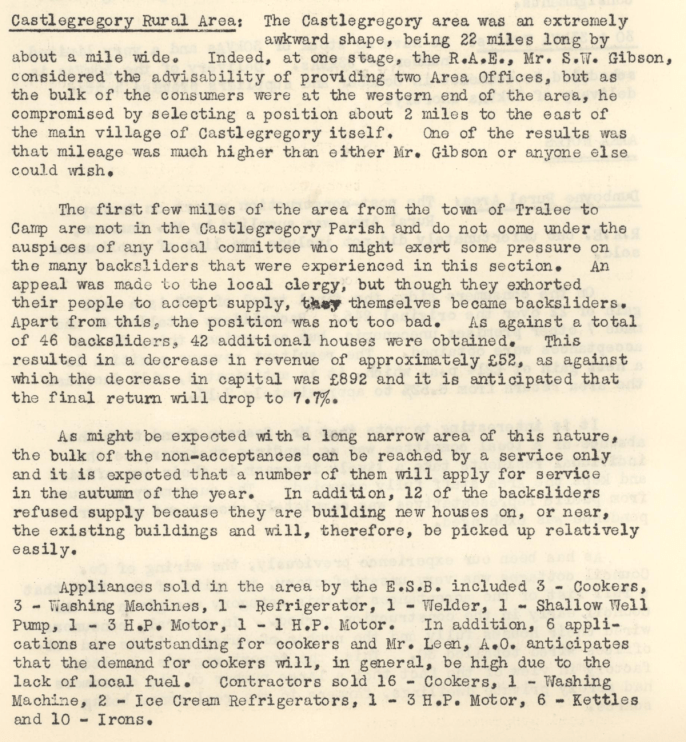 Castlegregory Rural Area: The Castlegregory area was an extremely
awkward shape, being 22 miles long by
about a mile wide. Indeed, at one stage, the R.A.E., Mr. S.W. Gibson,
considered the advisability of providing two Area Offices, but as
the bulk of the consumers were at the western end of the area, he
compromised by selecting a position about 2 miles to the east of
the main village of Castlegregory itself. One of the results was
that mileage was much higher than either Mr. Gibson or anyone else
could wish.
The first few miles of the area from the town of Tralee to
Camp are not in the Castlegregory Parish and do not come under the
auspices of any local committee who might exert some pressure on
the many backsliders that were experienced in this section. An
appeal was made to the local clergy, but though they exhorted
their people to accept supply, they themselves became backsliders.
Apart from this, the position was not too bad. As against a total
of 46 backsliders, 42 additional houses were obtained. This
resulted in a decrease in revenue of approximately £52, as against
which the decrease in capital was £892 and it is anticipated that
the final return will drop to 7.7%.
As might be expected with a long narrow area of this nature,
the bulk of the non-acceptances can be reached by a service only
and it is expected that a number of them will apply for service
in the autumn of the year. In addition, 12 of the backsliders
refused supply because they are building new houses on, or near,
the existing buildings and will, therefore, be picked up relatively
easily.
Appliances sold in the area by the E.S.B. included 3 - Cookers,
3 - Washing Machines, 1 - Refrigerator, 1 - Welder, 1 - Shallow Well
Pump, 1 - 3 H.P. Motor, 1 - 1 H.P. Motor. In addition, 6 appli-
cations are outstanding for cookers and Mr. Leen, A.O. anticipates
that the demand for cookers will, in general, be high due to the
lack of local fuel. Contractors sold 16 - Cookers, 1 - Washing
Machine, 2 - Ice Cream Refrigerators, 1 - 3 H.P. Motor, 6 - Kettles
and 10 - Irons.